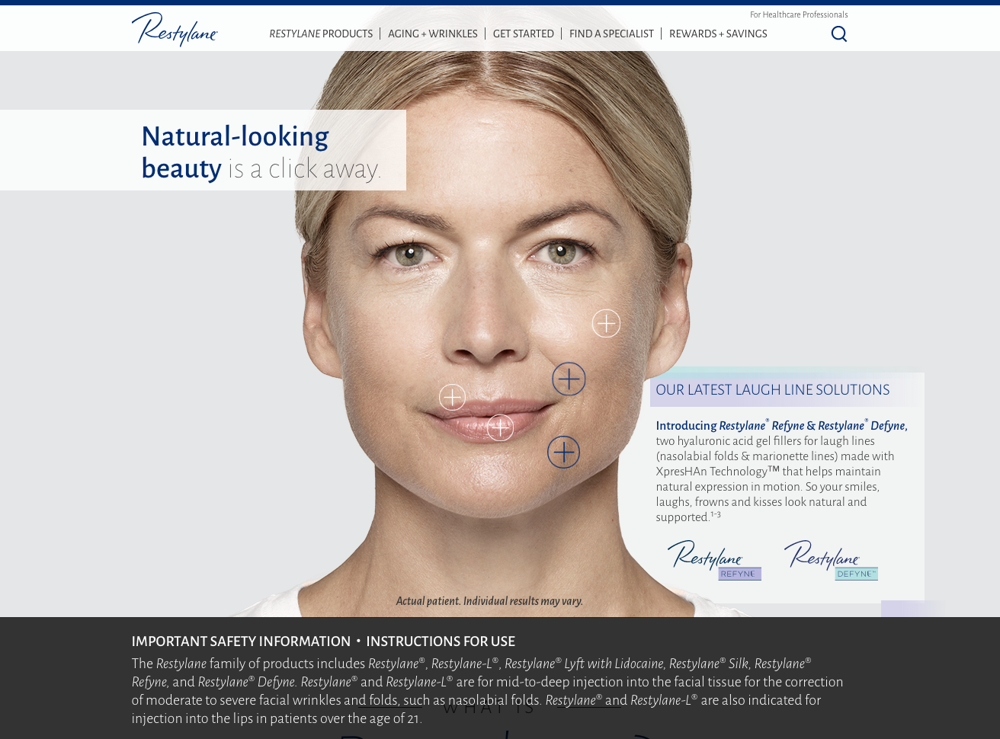 For Healthcare Professionals
Restylane
RESTYLANE PRODUCTS
AGING + WRINKLES
GET STARTED
FIND A SPECIALIST
REWARDS + SAVINGS
Natural-looking
beauty is a click away.
OUR LATEST LAUGH LINE SOLUTIONS
Introducing Restylane® Refyne & Restylane® Defyne,
two hyaluronic acid gel fillers for laugh lines
(nasolabial folds & marionette lines) made with
XpresHAn Technology™ that helps maintain
natural expression in motion. So your smiles,
laughs, frowns and kisses look natural and
supported.¹⁻³
Restylane REFYNE
Restylane DEFYNE™
Actual patient. Individual results may vary.
IMPORTANT SAFETY INFORMATION • INSTRUCTIONS FOR USE
The Restylane family of products includes Restylane®, Restylane-L®, Restylane® Lyft with Lidocaine, Restylane® Silk, Restylane®
Refyne, and Restylane® Defyne. Restylane® and Restylane-L® are for mid-to-deep injection into the facial tissue for the correction
of moderate to severe facial wrinkles and folds, such as nasolabial folds. Restylane® and Restylane-L® are also indicated for
injection into the lips in patients over the age of 21.
WHAT IS